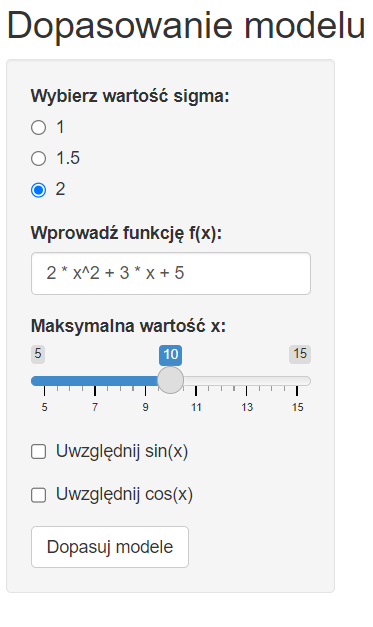 Dopasowanie modelu
Wybierz wartość sigma:
1
1.5
2
Wprowadź funkcję f(x):
2 * x^2 + 3 * x + 5
Maksymalna wartość x:
5 10 15
5 7 9 11 13 15
Uwzględnij sin(x)
Uwzględnij cos(x)
Dopasuj modele